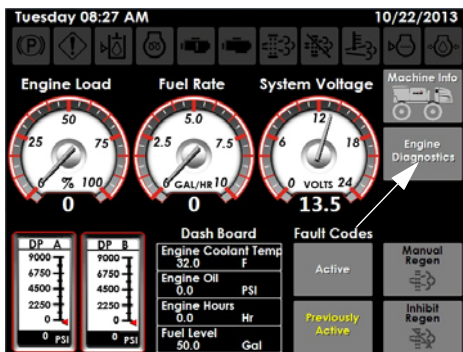 Tuesday 08:27 AM 10/22/2013
(P)
Engine Load Fuel Rate System Voltage Machine Info
50 5.0 12
25 75 2.5 7.5 6 18
0 % 100 0 GAL/HR 10 0 VOLTS 24
0 0 13.5
Engine
Diagnostics
DP A DP B
9000 9000
6750 6750
4500 4500
2250 2250
0 0
0 PSI 0 PSI
Dash Board
Engine Coolant Temp
32.0 F
Engine Oil
0.0 PSI
Engine Hours
0.0 Hr
Fuel Level
50.0 Gal
Fault Codes
Active
Previously
Active
Manual
Regen
Inhibit
Regen